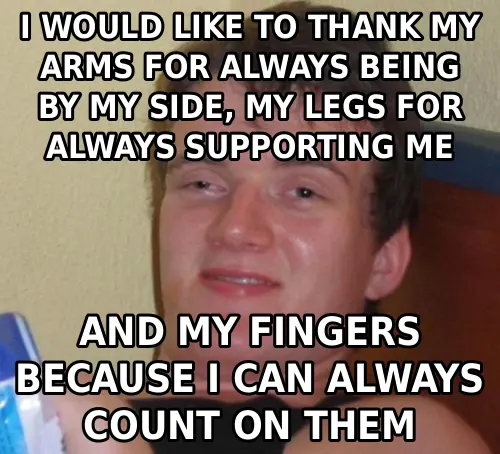 I WOULD LIKE TO THANK MY
ARMS FOR ALWAYS BEING
BY MY SIDE, MY LEGS FOR
ALWAYS SUPPORTING ME
AND MY FINGERS
BECAUSE I CAN ALWAYS
COUNT ON THEM